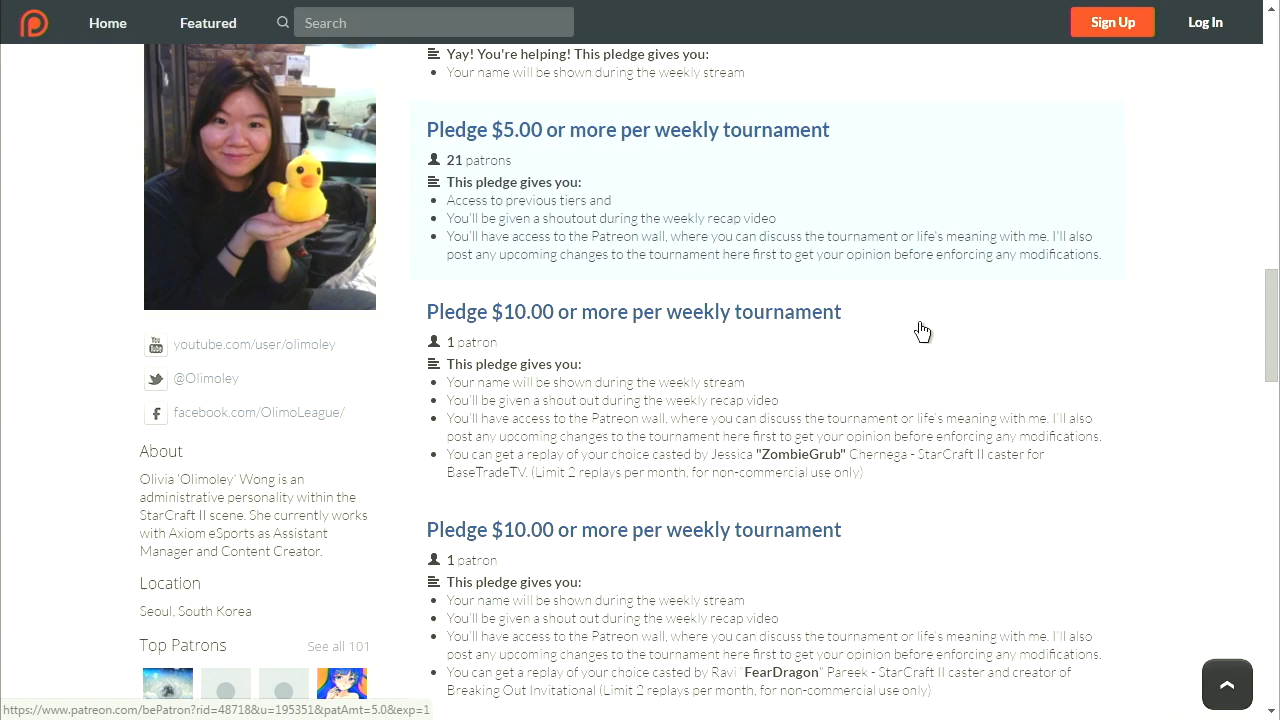 Home
Featured
Search
Sign Up
Log In
Yay! You're helping! This pledge gives you:
Your name will be shown during the weekly stream
Pledge $5.00 or more per weekly tournament
21 patrons
This pledge gives you:
Access to previous tiers and
You'll be given a shoutout during the weekly recap video
You'll have access to the Patreon wall, where you can discuss the tournament or life's meaning with me. I'll also
post any upcoming changes to the tournament here first to get your opinion before enforcing any modifications.
Pledge $10.00 or more per weekly tournament
1 patron
This pledge gives you:
Your name will be shown during the weekly stream
You'll be given a shout out during the weekly recap video
You'll have access to the Patreon wall, where you can discuss the tournament or life's meaning with me. I'll also
post any upcoming changes to the tournament here first to get your opinion before enforcing any modifications.
You can get a replay of your choice casted by Jessica "ZombieGrub" Chernega - StarCraft II caster for
BaseTradeTV. (Limit 2 replays per month, for non-commercial use only)
Pledge $10.00 or more per weekly tournament
1 patron
This pledge gives you:
Your name will be shown during the weekly stream
You'll be given a shout out during the weekly recap video
You'll have access to the Patreon wall, where you can discuss the tournament or life's meaning with me. I'll also
post any upcoming changes to the tournament here first to get your opinion before enforcing any modifications.
You can get a replay of your choice casted by Ravi "FearDragon" Pareek - StarCraft II caster and creator of
Breaking Out Invitational (Limit 2 replays per month, for non-commercial use only)
You Tube
youtube.com/user/olimoley
@Olimoley
facebook.com/OlimoLeague/
About
Olivia 'Olimoley' Wong is an
administrative personality within the
StarCraft II scene. She currently works
with Axiom eSports as Assistant
Manager and Content Creator.
Location
Seoul, South Korea
Top Patrons
See all 101
https://www.patreon.com/bePatron?rid=48718&u=195351&patAmt=5.0&exp=1